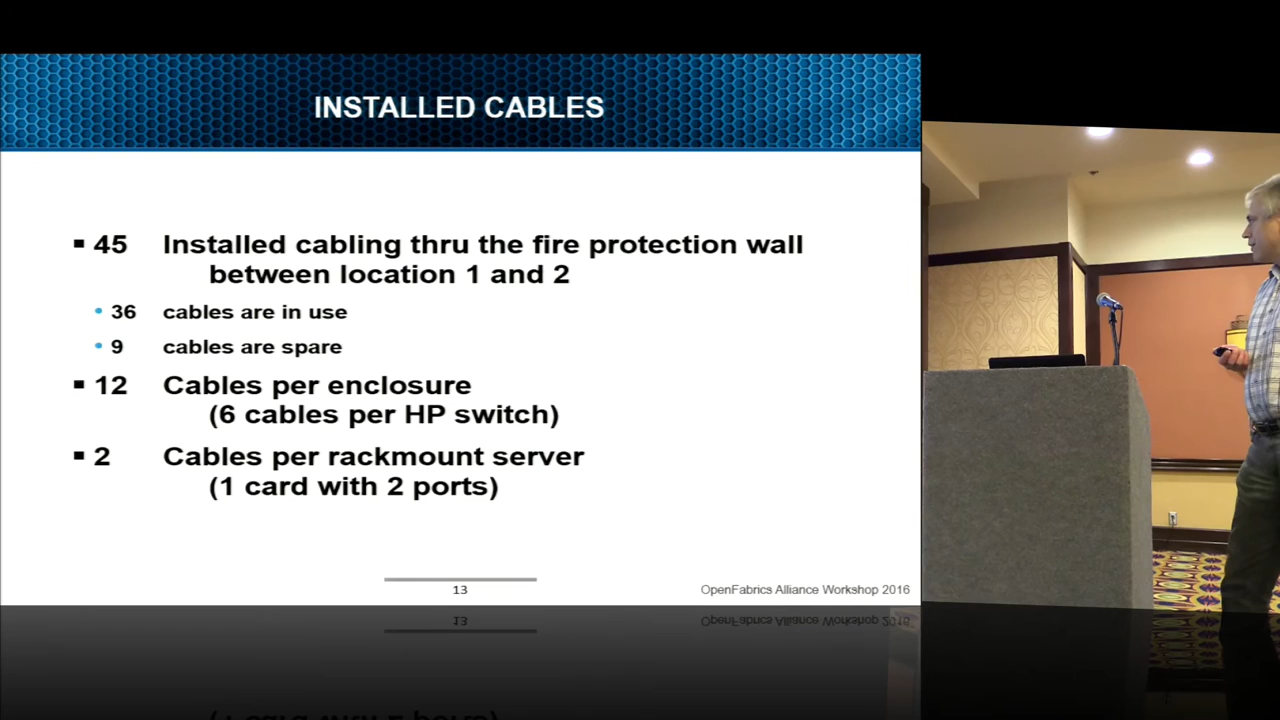 INSTALLED CABLES
▪ 45 Installed cabling thru the fire protection wall
between location 1 and 2
• 36 cables are in use
• 9 cables are spare
▪ 12 Cables per enclosure
(6 cables per HP switch)
▪ 2 Cables per rackmount server
(1 card with 2 ports)
13
OpenFabrics Alliance Workshop 2016